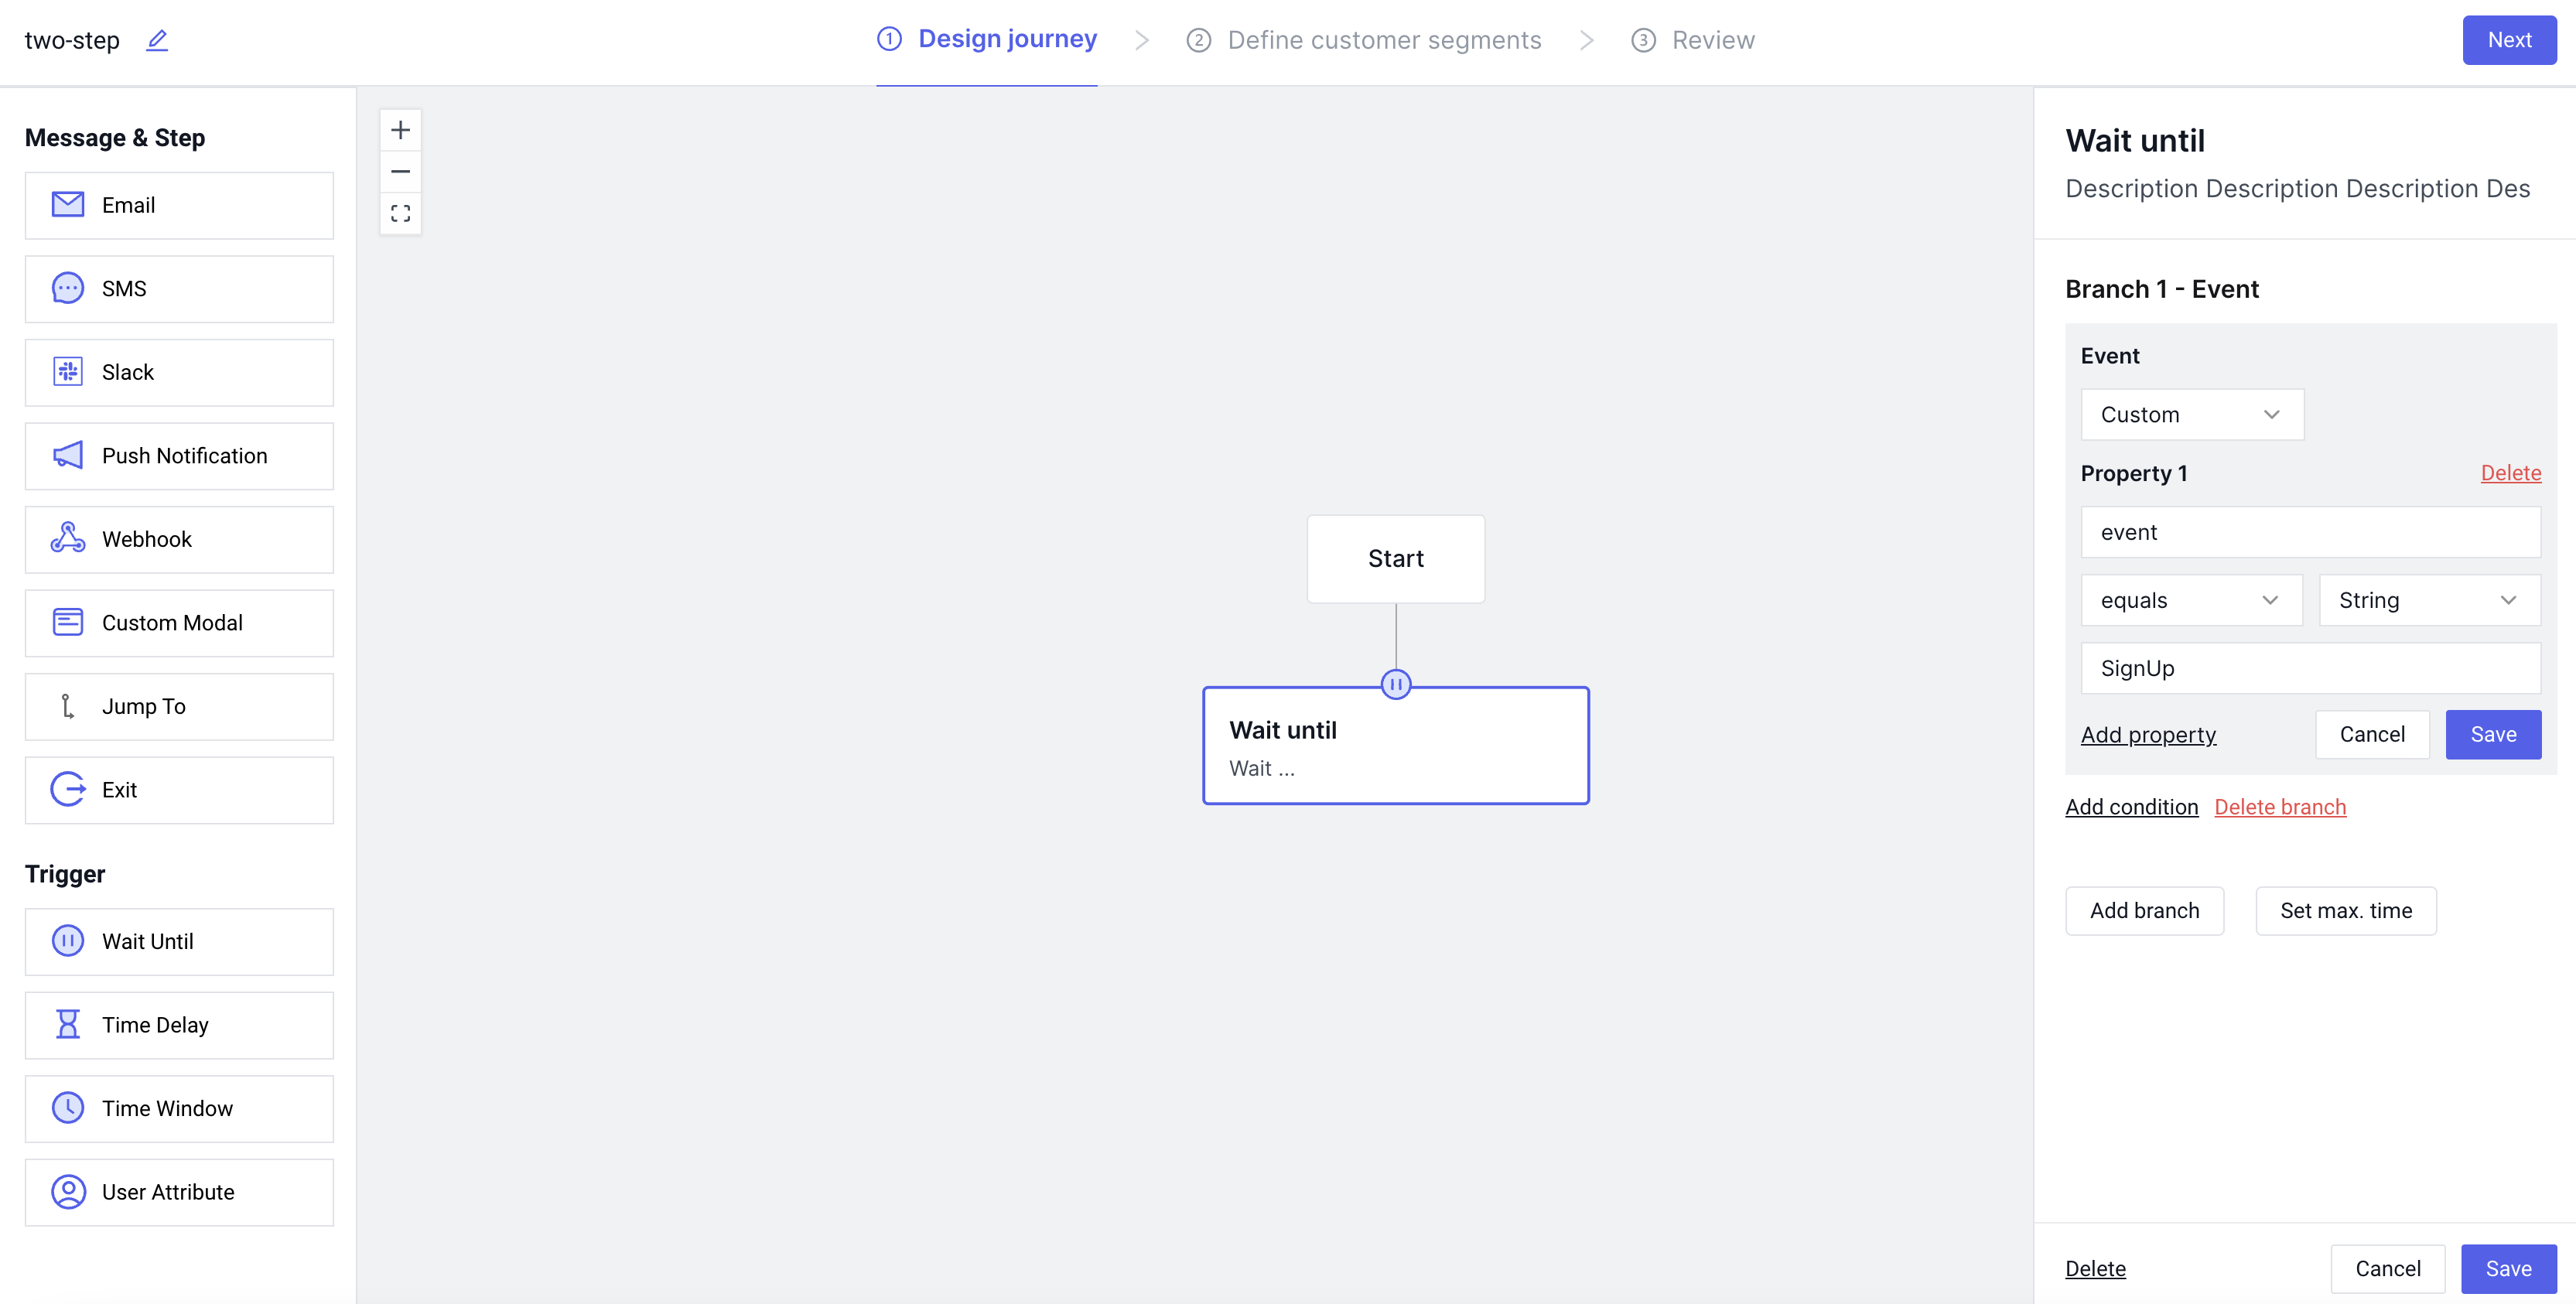 two-step
1 Design journey
2 Define customer segments
3 Review
Next
Message & Step
Email
SMS
Slack
Push Notification
Webhook
Custom Modal
Jump To
Exit
Trigger
Wait Until
Time Delay
Time Window
User Attribute
Start
Wait until
Wait ...
Wait until
Description Description Description Des
Branch 1 - Event
Event
Custom
Property 1 Delete
event
equals String
SignUp
Add property Cancel Save
Add condition Delete branch
Add branch Set max. time
Delete Cancel Save